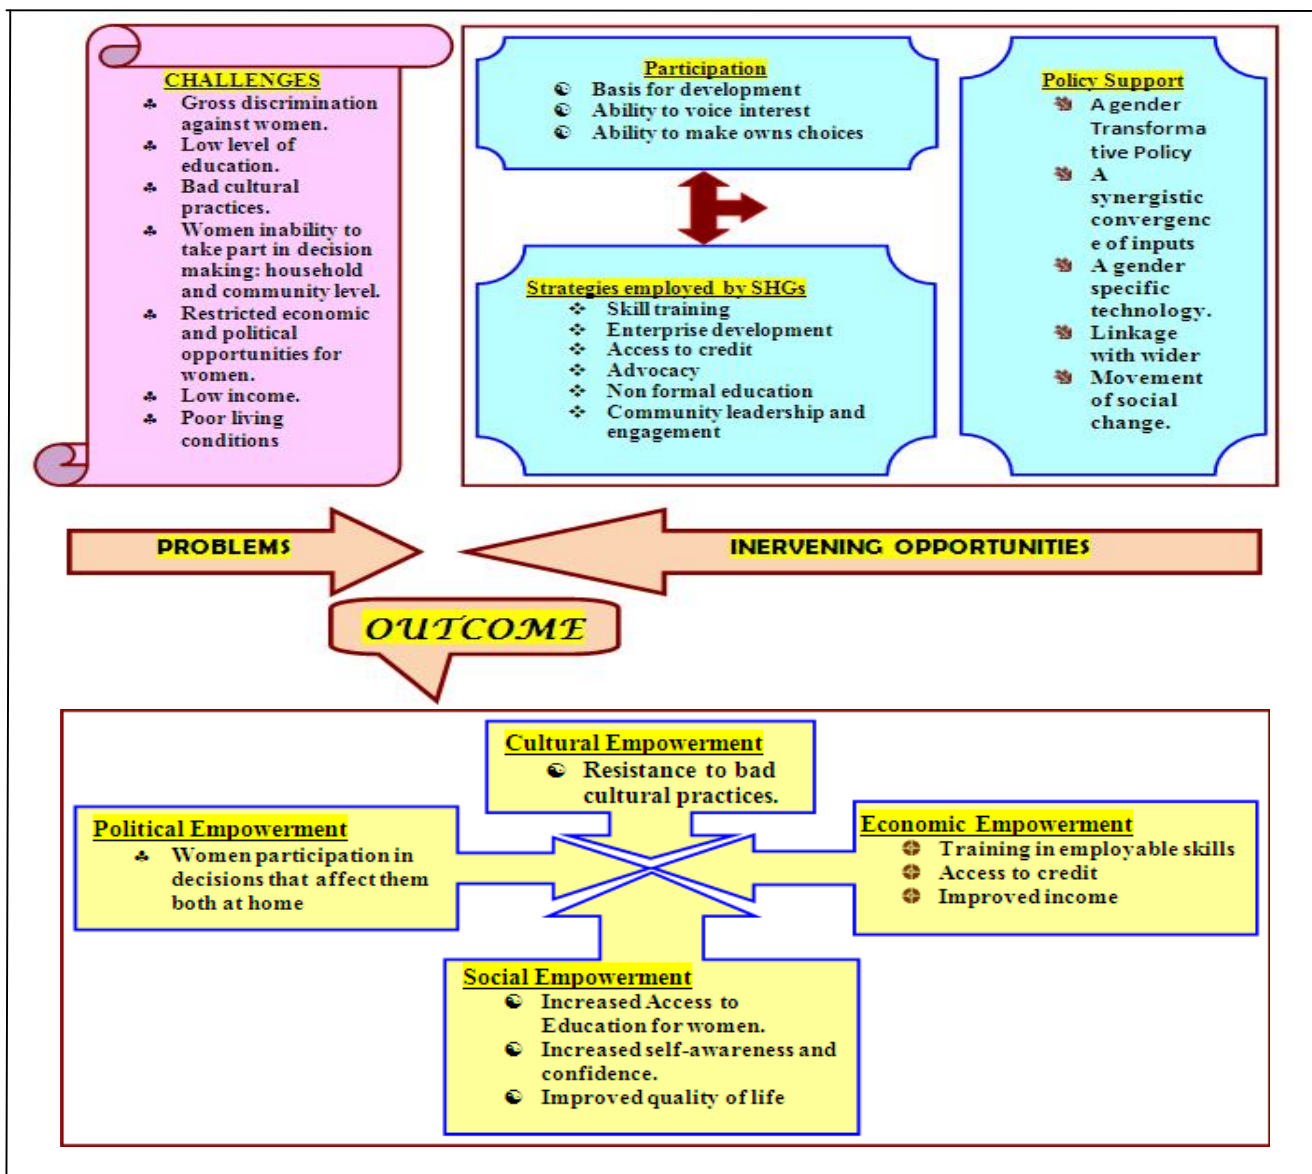 CHALLENGES
Gross discrimination
against women.
Low level of
education.
Bad cultural
practices.
Women inability to
take part in decision
making: household
and community level.
Restricted economic
and political
opportunities for
women.
Low income.
Poor living
conditions
Participation
Basis for development
Ability to voice interest
Ability to make owns choices
Strategies employed by SHGs
Skill training
Enterprise development
Access to credit
Advocacy
Non formal education
Community leadership and
engagement
Policy Support
A gender
Transforma
tive Policy
A
synergistic
convergenc
e of inputs
A gender
specific
technology.
Linkage
with wider
Movement
of social
change.
PROBLEMS
INERVENING OPPORTUNITIES
OUTCOME
Cultural Empowerment
Resistance to bad
cultural practices.
Political Empowerment
Women participation in
decisions that affect them
both at home
Economic Empowerment
Training in employable skills
Access to credit
Improved income
Social Empowerment
Increased Access to
Education for women.
Increased self-awareness and
confidence.
Improved quality of life